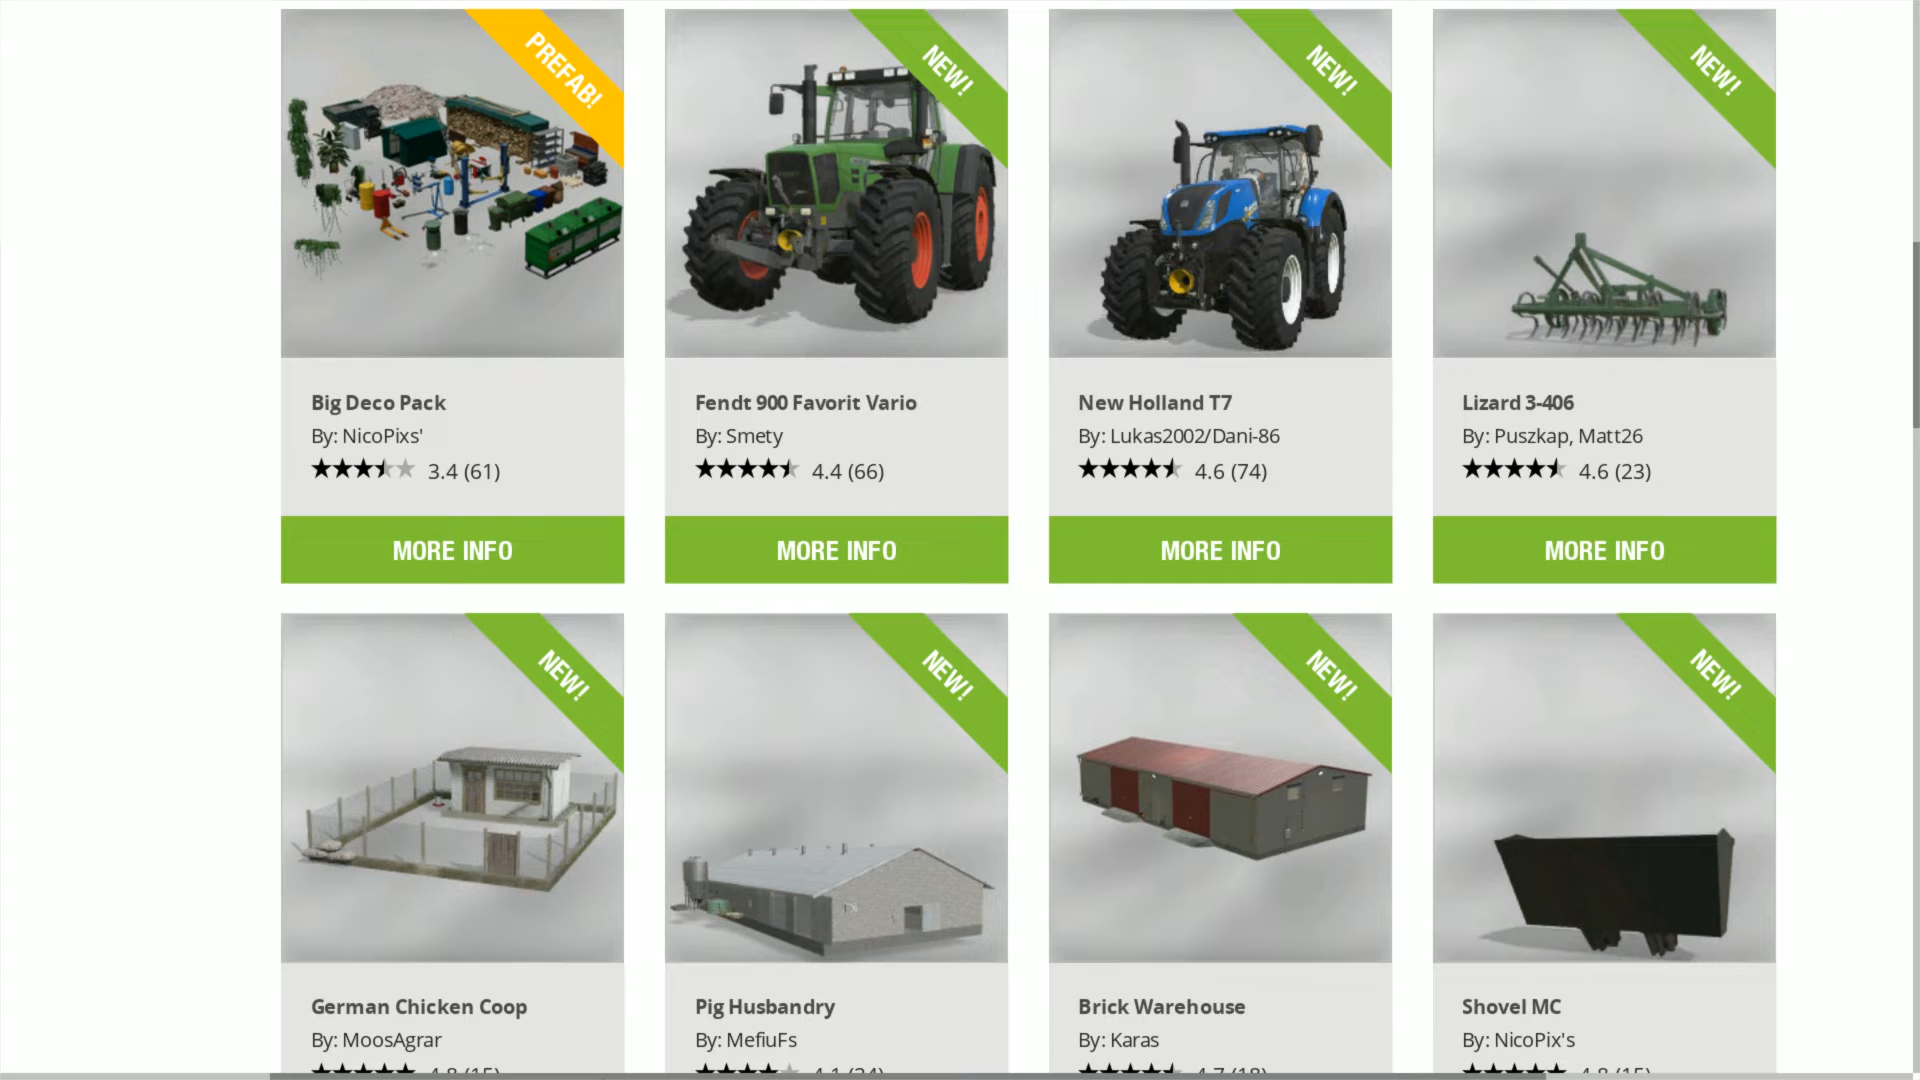 PREFAB!
NEW!
NEW!
NEW!
Big Deco Pack
By: NicoPixs'
3.4 (61)
Fendt 900 Favorit Vario
By: Smety
4.4 (66)
New Holland T7
By: Lukas2002/Dani-86
4.6 (74)
Lizard 3-406
By: Puszkap, Matt26
4.6 (23)
MORE INFO
MORE INFO
MORE INFO
MORE INFO
NEW!
NEW!
NEW!
NEW!
German Chicken Coop
By: MoosAgrar
Pig Husbandry
By: MefiuFs
Brick Warehouse
By: Karas
Shovel MC
By: NicoPix's